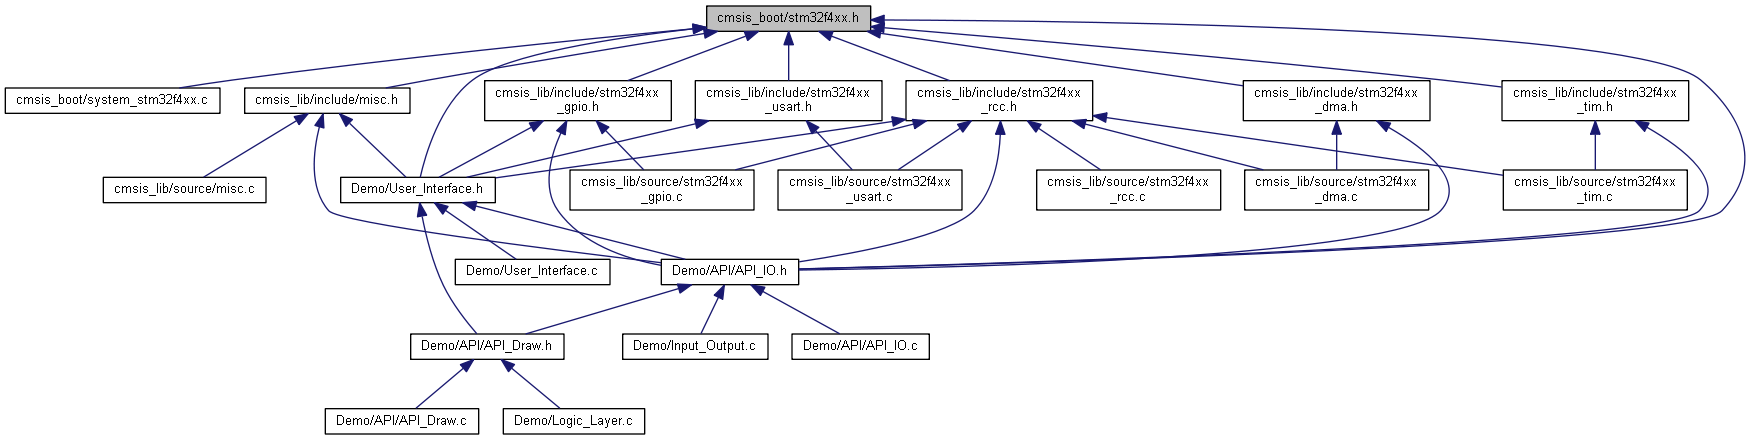 cmsis_boot/stm32f4xx.h
cmsis_boot/system_stm32f4xx.c
cmsis_lib/include/misc.h
cmsis_lib/include/stm32f4xx
_gpio.h
cmsis_lib/include/stm32f4xx
_usart.h
cmsis_lib/include/stm32f4xx
_rcc.h
cmsis_lib/include/stm32f4xx
_dma.h
cmsis_lib/include/stm32f4xx
_tim.h
cmsis_lib/source/misc.c
Demo/User_Interface.h
cmsis_lib/source/stm32f4xx
_gpio.c
cmsis_lib/source/stm32f4xx
_usart.c
cmsis_lib/source/stm32f4xx
_rcc.c
cmsis_lib/source/stm32f4xx
_dma.c
cmsis_lib/source/stm32f4xx
_tim.c
Demo/User_Interface.c
Demo/API/API_IO.h
Demo/API/API_Draw.h
Demo/Input_Output.c
Demo/API/API_IO.c
Demo/API/API_Draw.c
Demo/Logic_Layer.c